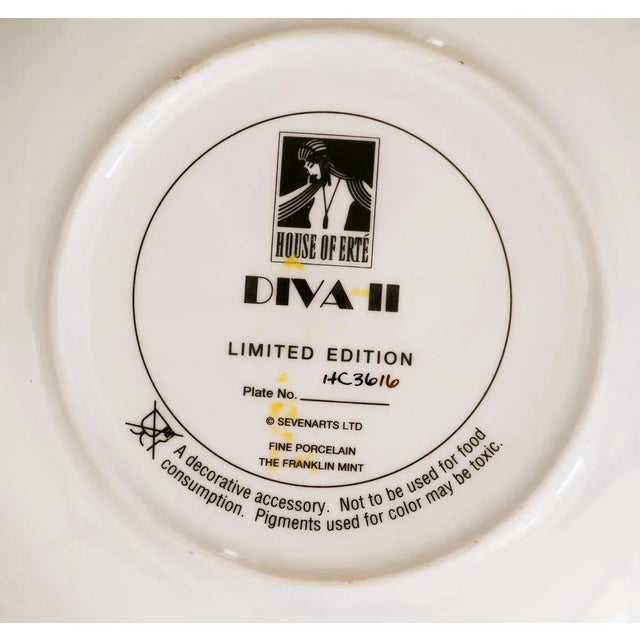 HOUSE OF ERTÉ
DIVA II
LIMITED EDITION
Plate No. HC3616
© SEVENARTS LTD
FINE PORCELAIN
THE FRANKLIN MINT
A decorative accessory. Not to be used for food
consumption. Pigments used for color may be toxic.